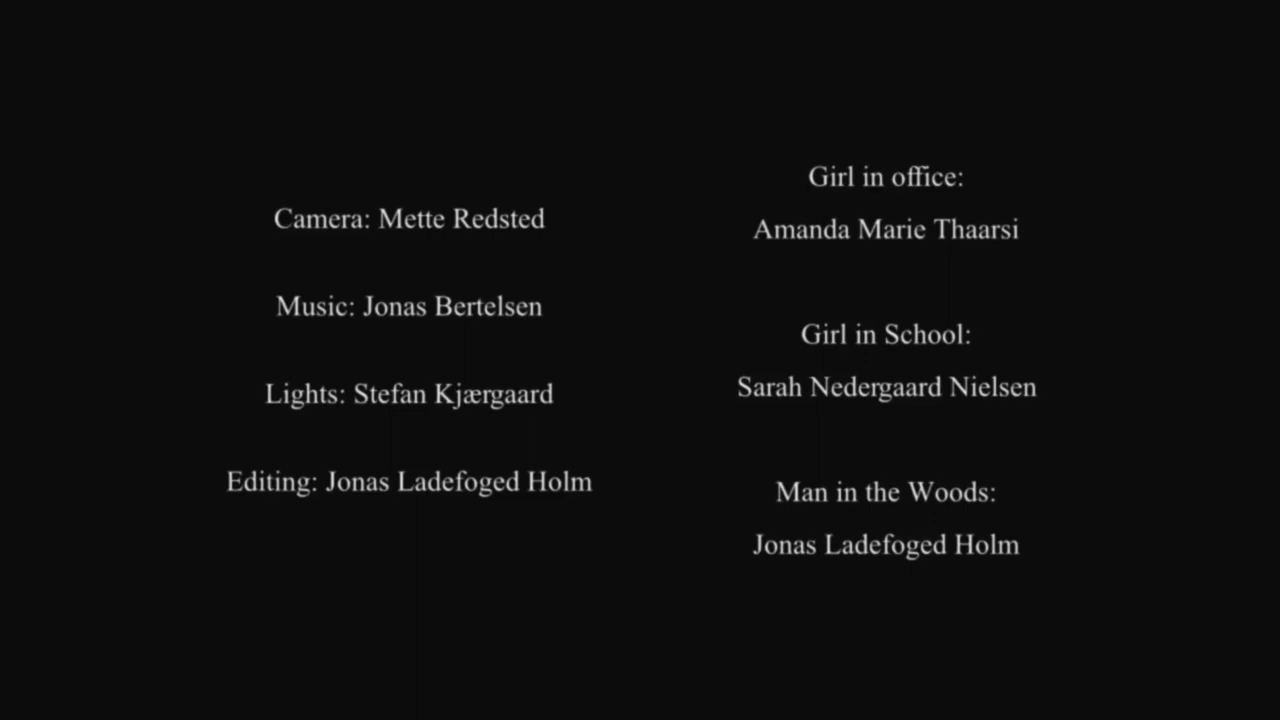 Camera: Mette Redsted
Music: Jonas Bertelsen
Lights: Stefan Kjærgaard
Editing: Jonas Ladefoged Holm
Girl in office:
Amanda Marie Thaarsi
Girl in School:
Sarah Nedergaard Nielsen
Man in the Woods:
Jonas Ladefoged Holm